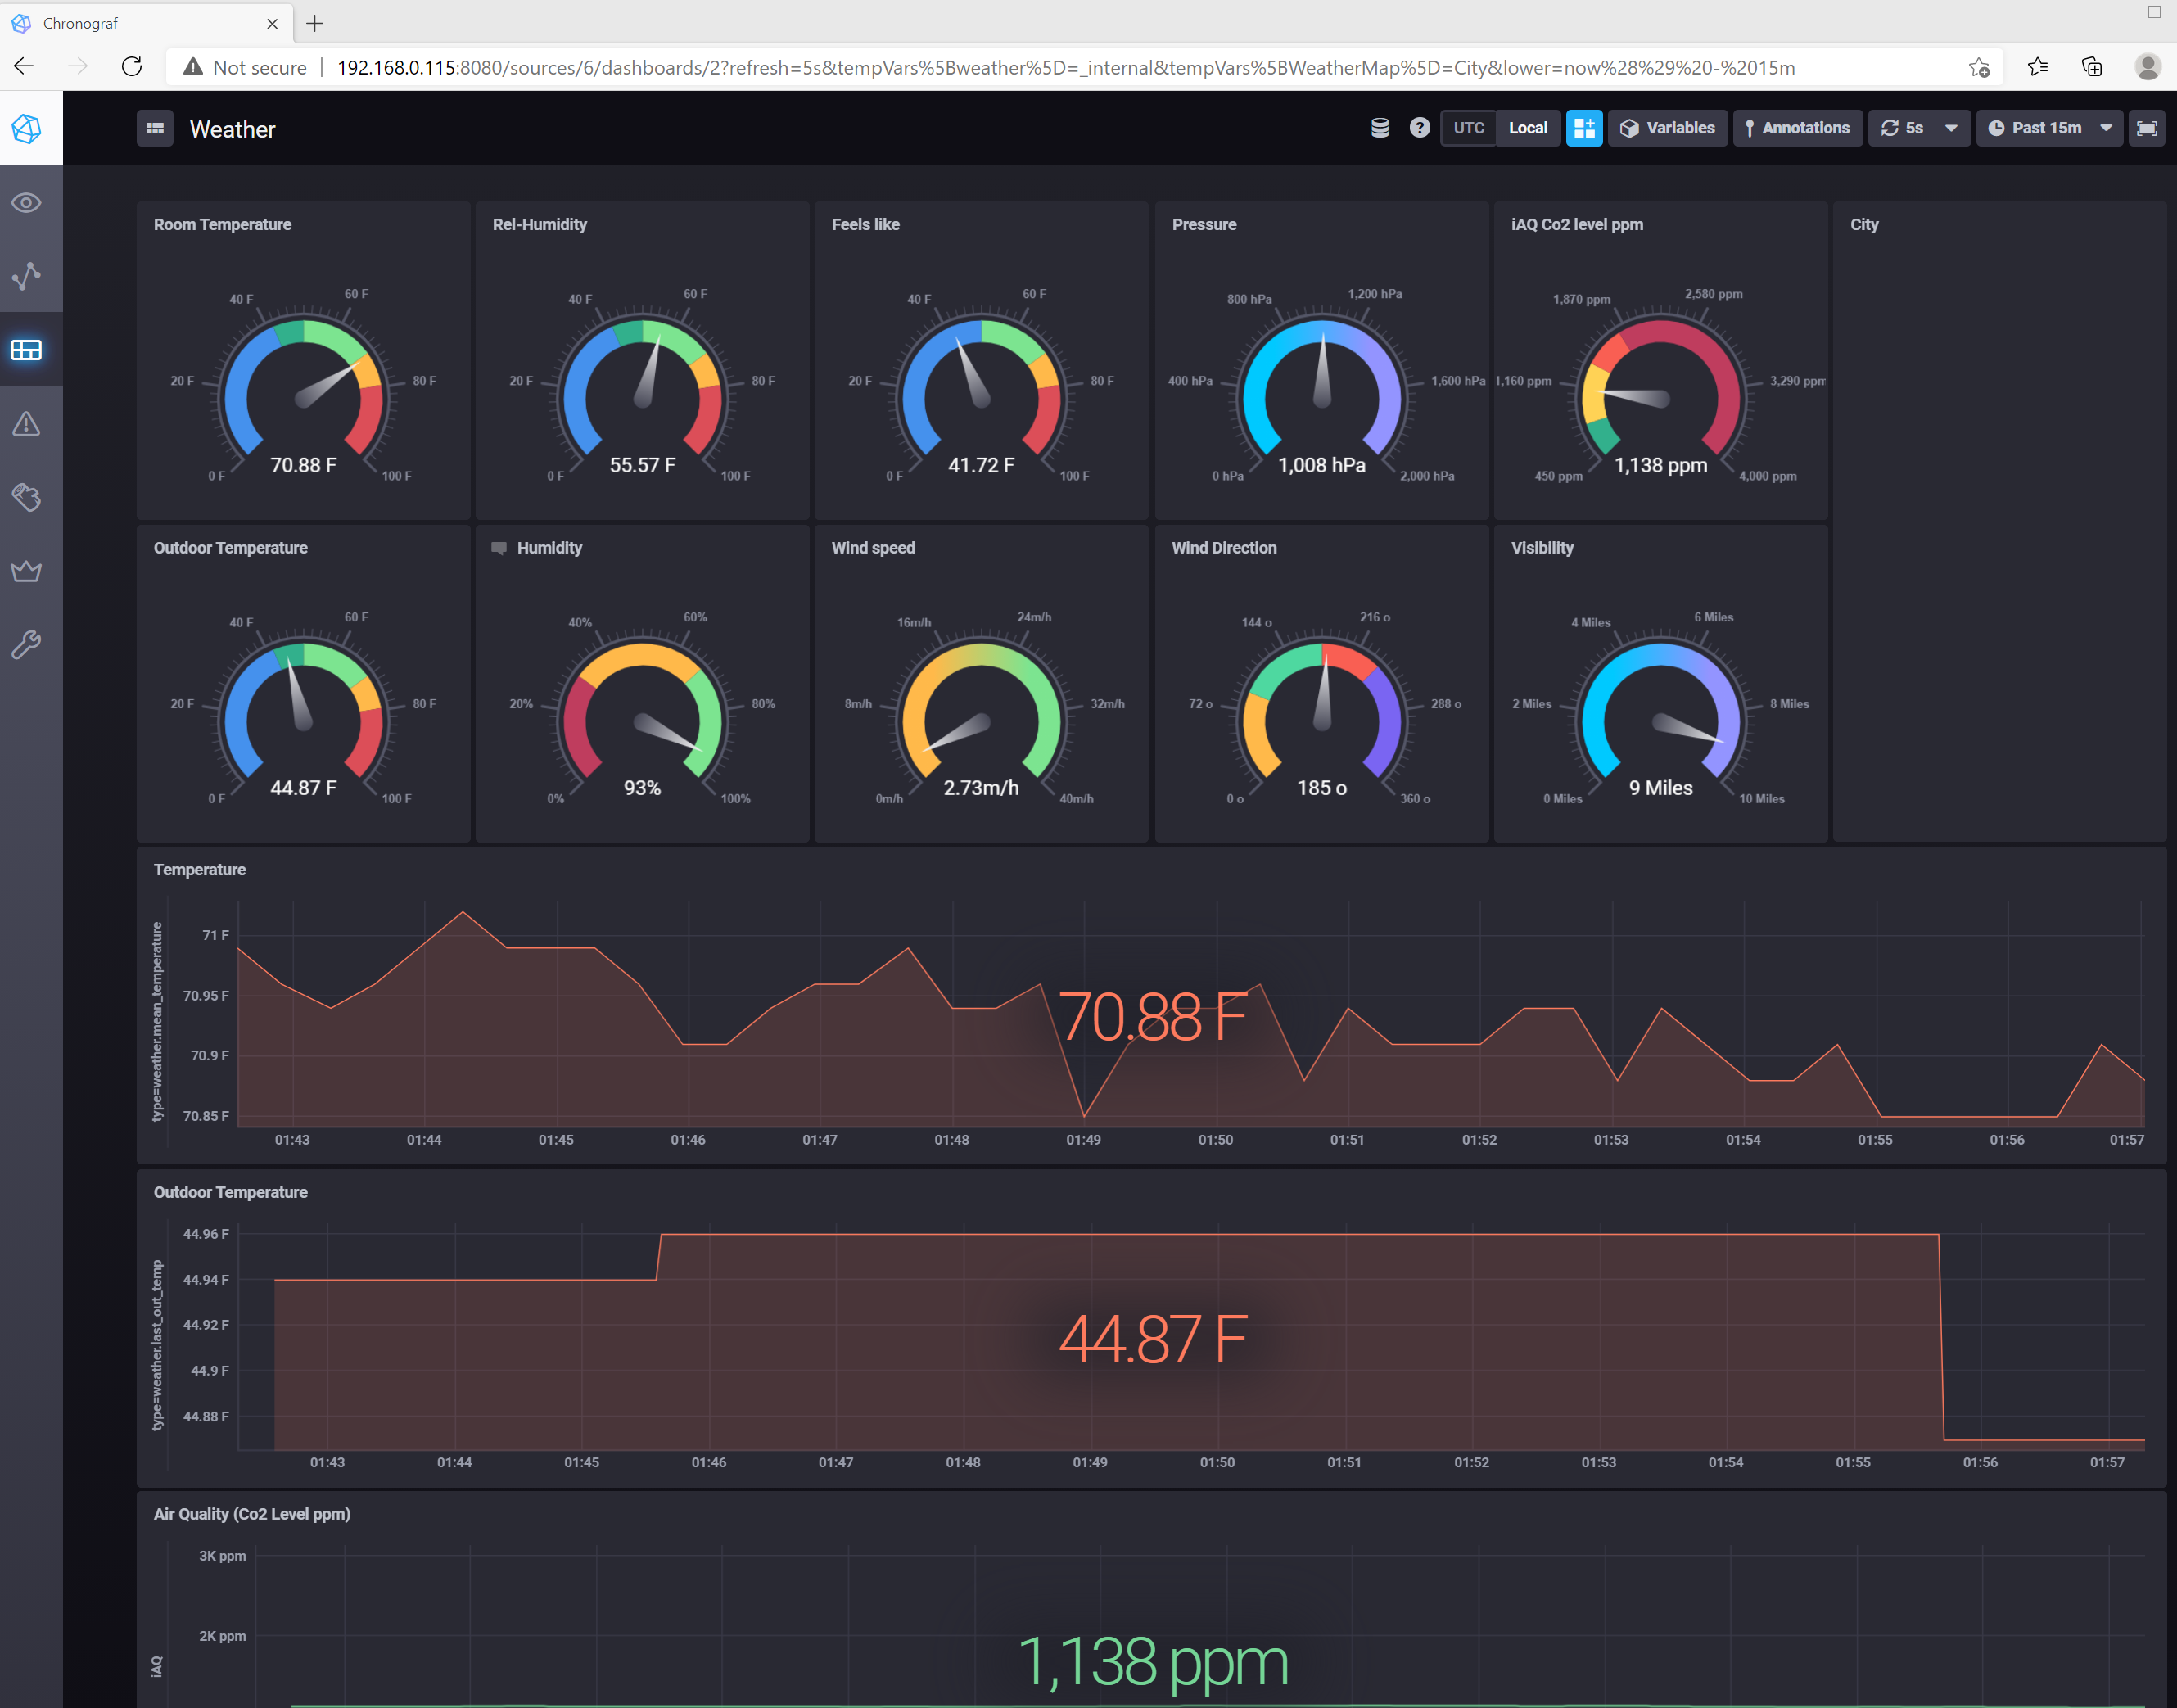 Chronograf
Not secure 192.168.0.115:8080/sources/6/dashboards/2?refresh=5s&tempVars%5Bweather%5D=_internal&tempVars%5BWeatherMap%5D=City&lower=now%28%29%20-%2015m
Weather
? UTC Local Variables Annotations 5s Past 15m
Room Temperature
40 F 60 F
20 F 80 F
0 F 70.88 F 100 F
Rel-Humidity
40 F 60 F
20 F 80 F
0 F 55.57 F 100 F
Feels like
40 F 60 F
20 F 80 F
0 F 41.72 F 100 F
Pressure
800 hPa 1,200 hPa
400 hPa 1,600 hPa
0 hPa 1,008 hPa 2,000 hPa
iAQ Co2 level ppm
1,870 ppm 2,580 ppm
1,160 ppm 3,290 ppm
450 ppm 1,138 ppm 4,000 ppm
City
Outdoor Temperature
40 F 60 F
20 F 80 F
0 F 44.87 F 100 F
Humidity
40% 60%
20% 80%
0% 93% 100%
Wind speed
16m/h 24m/h
8m/h 32m/h
0m/h 2.73m/h 40m/h
Wind Direction
144 o 216 o
72 o 288 o
0 o 185 o 360 o
Visibility
4 Miles 6 Miles
2 Miles 8 Miles
0 Miles 9 Miles 10 Miles
Temperature
type=weather.mean_temperature
71 F
70.95 F
70.9 F
70.85 F
70.88 F
01:43 01:44 01:45 01:46 01:47 01:48 01:49 01:50 01:51 01:52 01:53 01:54 01:55 01:56 01:57
Outdoor Temperature
type=weather.last_out_temp
44.96 F
44.94 F
44.92 F
44.9 F
44.88 F
44.87 F
01:43 01:44 01:45 01:46 01:47 01:48 01:49 01:50 01:51 01:52 01:53 01:54 01:55 01:56 01:57
Air Quality (Co2 Level ppm)
iAQ
3K ppm
2K ppm
1,138 ppm